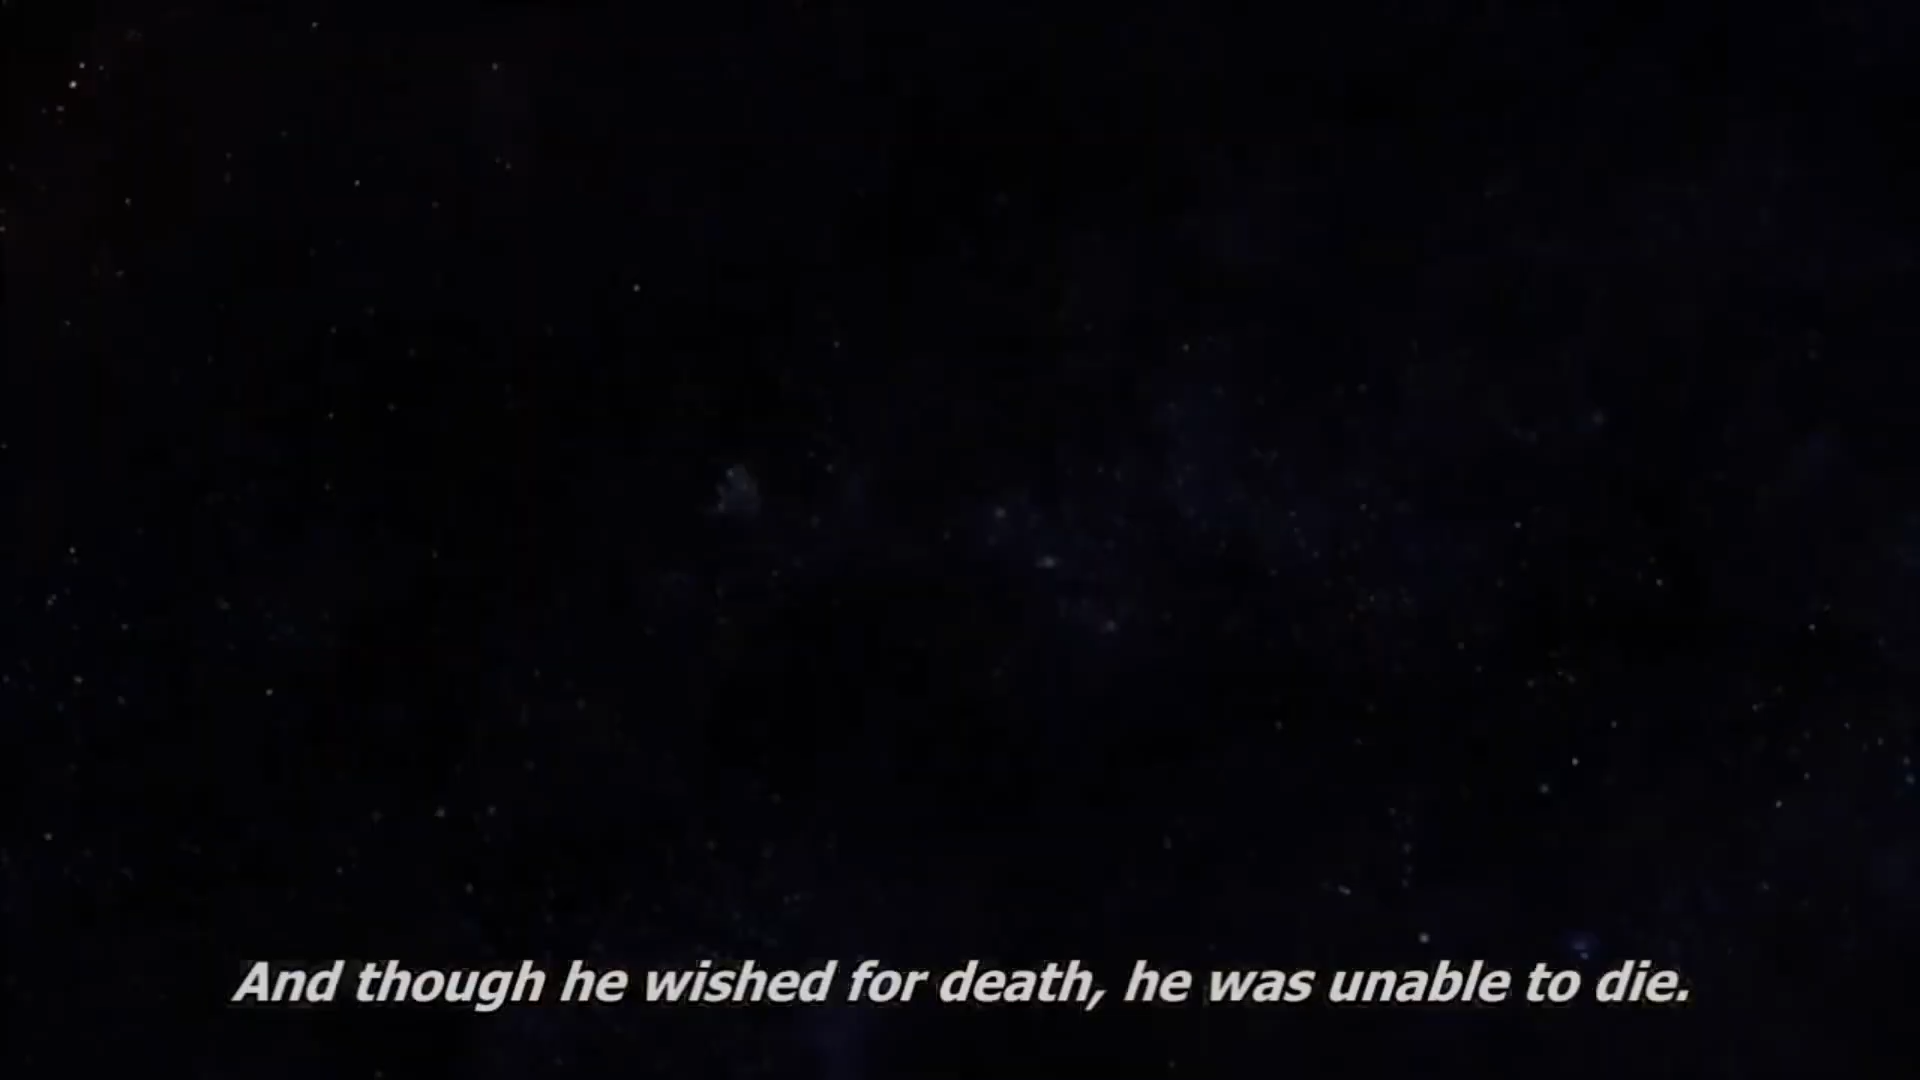 And though he wished for death, he was unable to die.